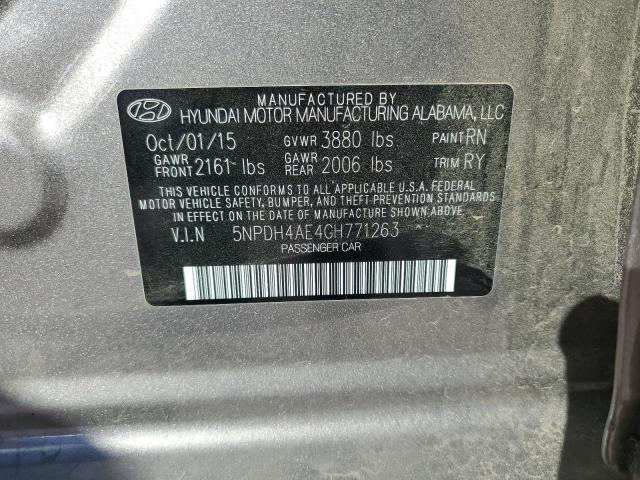 MANUFACTURED BY
HYUNDAI MOTOR MANUFACTURING ALABAMA, LLC
Oct/01/15 GVWR 3880 lbs PAINT RN
GAWR FRONT 2161 lbs GAWR REAR 2006 lbs TRIM RY
THIS VEHICLE CONFORMS TO ALL APPLICABLE U.S.A. FEDERAL
MOTOR VEHICLE SAFETY, BUMPER, AND THEFT PREVENTION STANDARDS
IN EFFECT ON THE DATE OF MANUFACTURE SHOWN ABOVE.
V.I.N 5NPDH4AE4GH771263
PASSENGER CAR